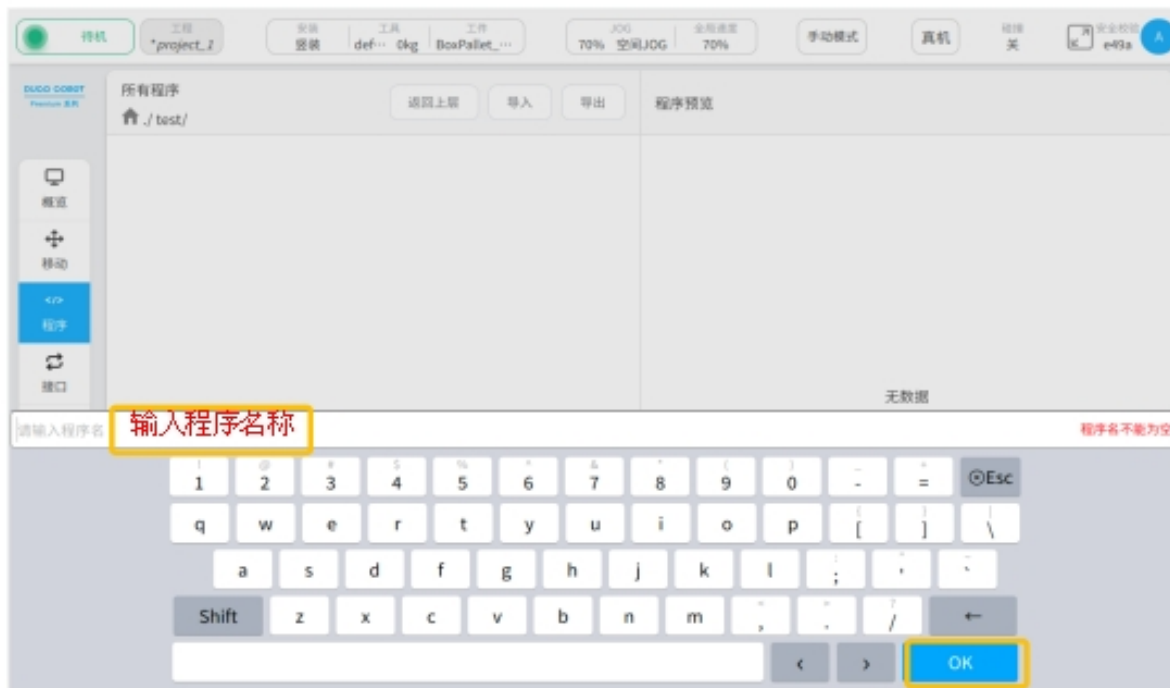 待机
工程
*project_1
安装 工具 工件
竖装 def··· 0kg BoxPallet_···
JOG 全局速度
70% 空间JOG 70%
手动模式
真机
碰撞
关
安全校验
e49a
A
DUCO COBOT
Premium 系列
所有程序
./ test/
返回上层 导入 导出
程序预览
概览
移动
</>
程序
接口
无数据
请输入程序名
输入程序名称
程序名不能为空
! @ # $ % ^ & * ( ) _ +
1 2 3 4 5 6 7 8 9 0 - = Esc
q w e r t y u i o p [ ] \
a s d f g h j k l ; '
Shift z x c v b n m , . / ←
‹ › OK